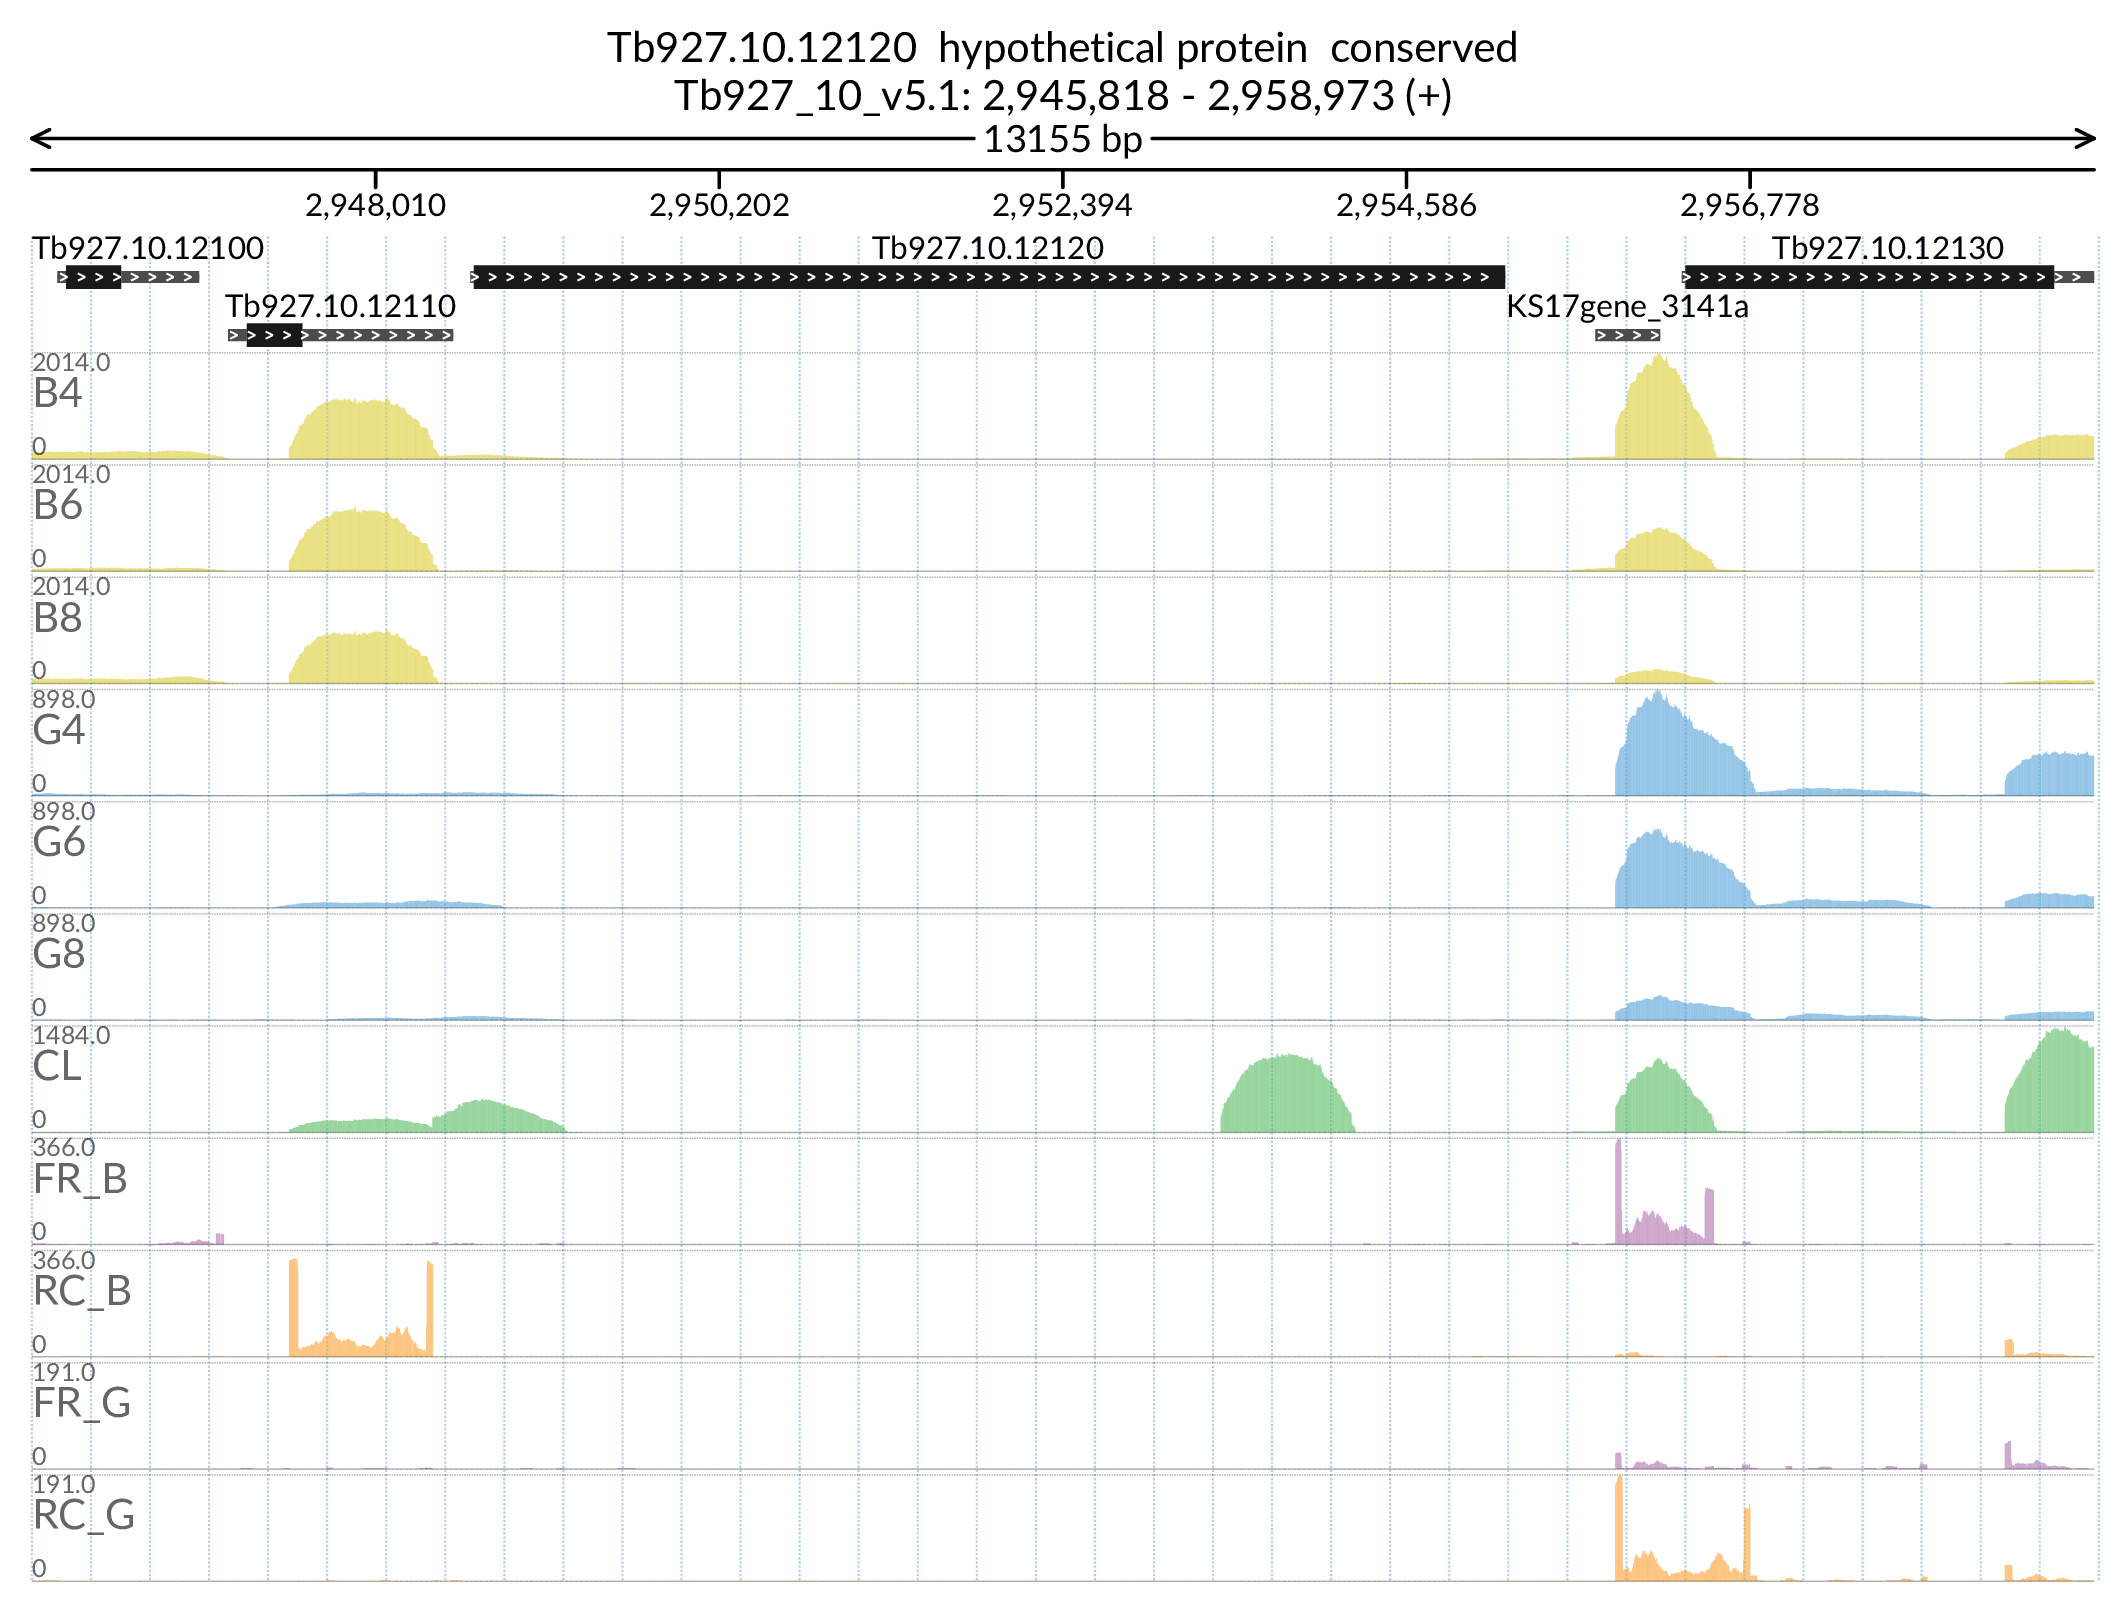 Tb927.10.12120  hypothetical protein  conserved
Tb927_10_v5.1: 2,945,818 - 2,958,973 (+)
13155 bp
2,948,010 2,950,202 2,952,394 2,954,586 2,956,778
Tb927.10.12100 Tb927.10.12120 Tb927.10.12130
Tb927.10.12110 KS17gene_3141a
2014.0
B4
0
2014.0
B6
0
2014.0
B8
0
898.0
G4
0
898.0
G6
0
898.0
G8
0
1484.0
CL
0
366.0
FR_B
0
366.0
RC_B
0
191.0
FR_G
0
191.0
RC_G
0